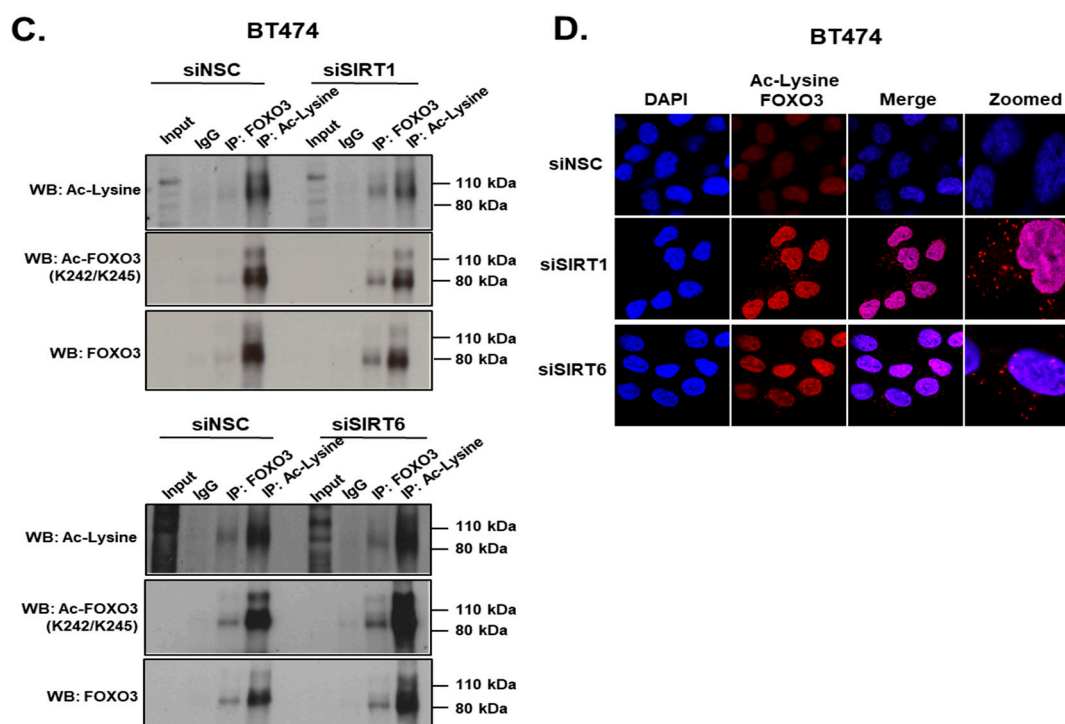 C.
BT474
siNSC siSIRT1
Input IgG IP: FOXO3 IP: Ac-Lysine Input IgG IP: FOXO3 IP: Ac-Lysine
WB: Ac-Lysine
110 kDa
80 kDa
WB: Ac-FOXO3
(K242/K245)
110 kDa
80 kDa
WB: FOXO3
110 kDa
80 kDa
siNSC siSIRT6
Input IgG IP: FOXO3 IP: Ac-Lysine Input IgG IP: FOXO3 IP: Ac-Lysine
WB: Ac-Lysine
110 kDa
80 kDa
WB: Ac-FOXO3
(K242/K245)
110 kDa
80 kDa
WB: FOXO3
110 kDa
80 kDa
D.
BT474
DAPI Ac-Lysine FOXO3 Merge Zoomed
siNSC
siSIRT1
siSIRT6